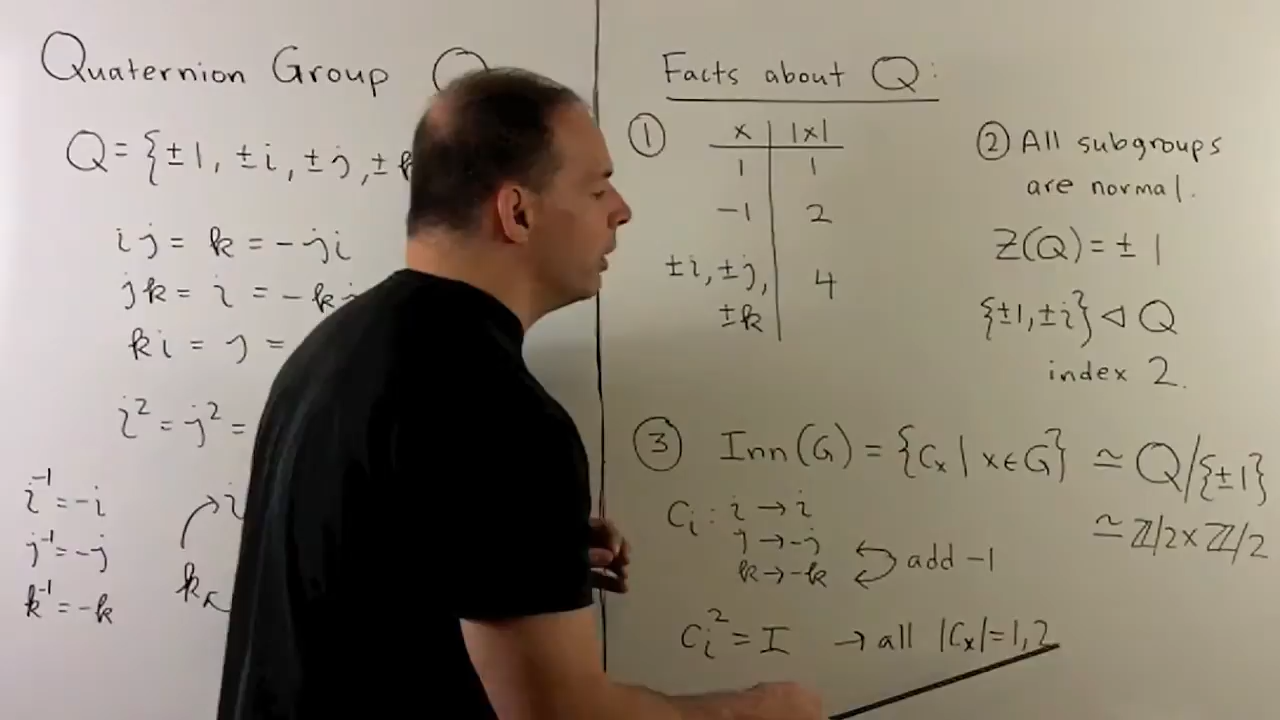 Quaternion Group
Q = {±1, ±i, ±j, ±
ij = k = -ji
jk = i = -k
ki = j =
i² = j² =
i⁻¹ = -i
j⁻¹ = -j
k⁻¹ = -k
i
k
Facts about Q:
① x | |x|
1 | 1
-1 | 2
±i, ±j, ±k | 4
② All subgroups
are normal.
Z(Q) = ± 1
{±1, ±i} ⊲ Q
index 2.
③ Inn(G) = {Cx | x∈G} ≃ Q/{±1}
≃ ℤ/2 x ℤ/2
Ci: i → i
j → -j
k → -k
add -1
Ci² = I → all |Cx| = 1,2